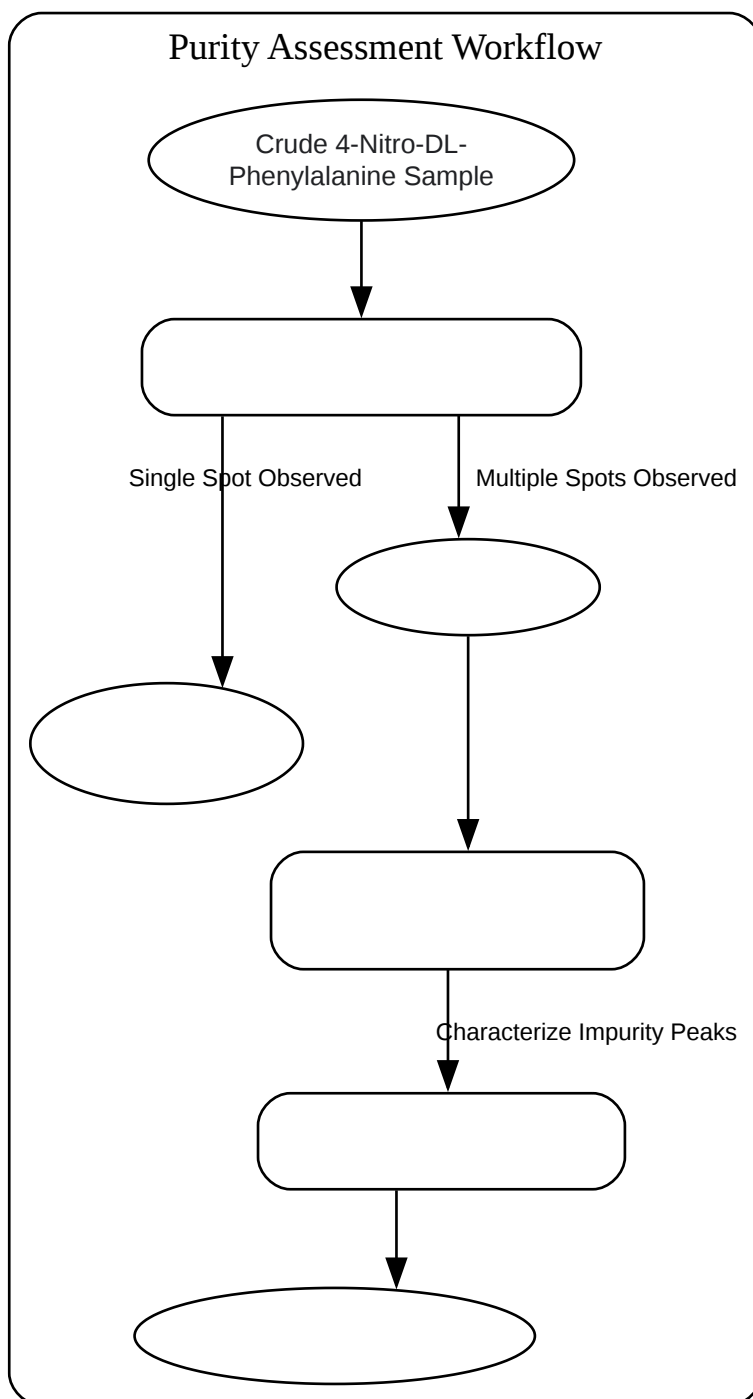 Purity Assessment Workflow
Crude 4-Nitro-DL-
Phenylalanine Sample
Single Spot Observed
Multiple Spots Observed
Characterize Impurity Peaks